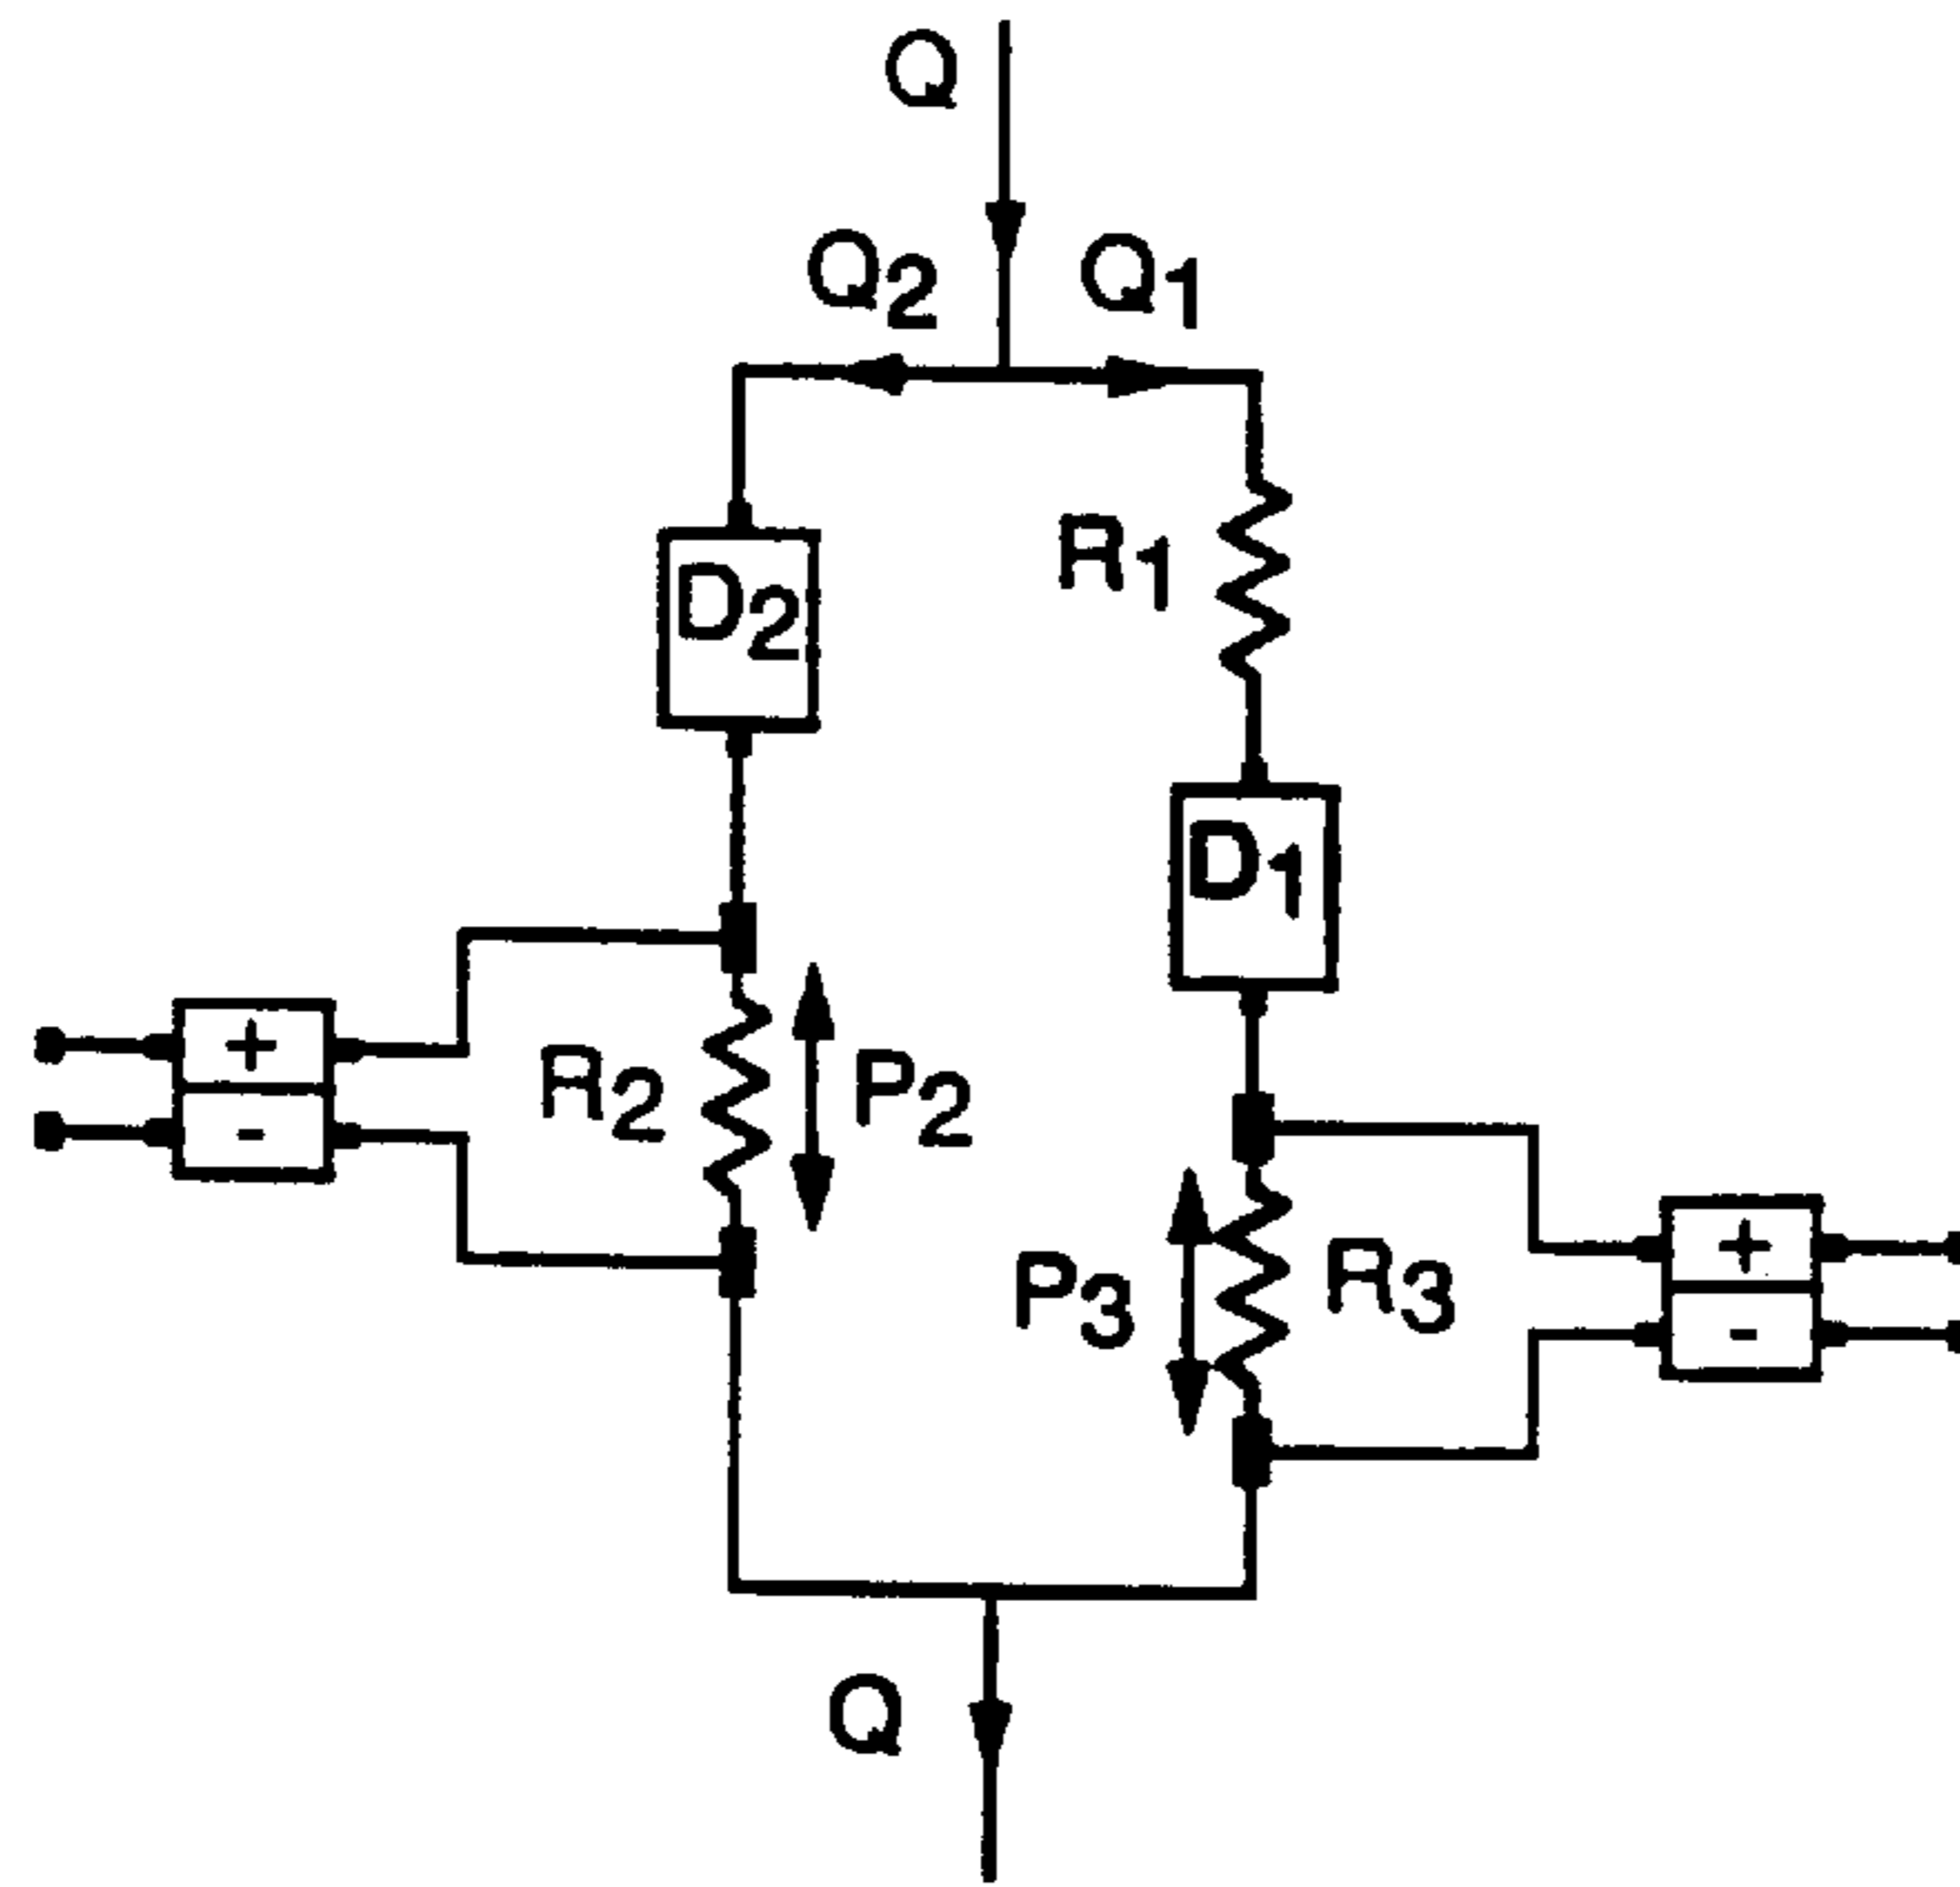 Q
Q2 Q1
R1
D2
D1
+
-
R2 P2
P3 R3
+
-
Q